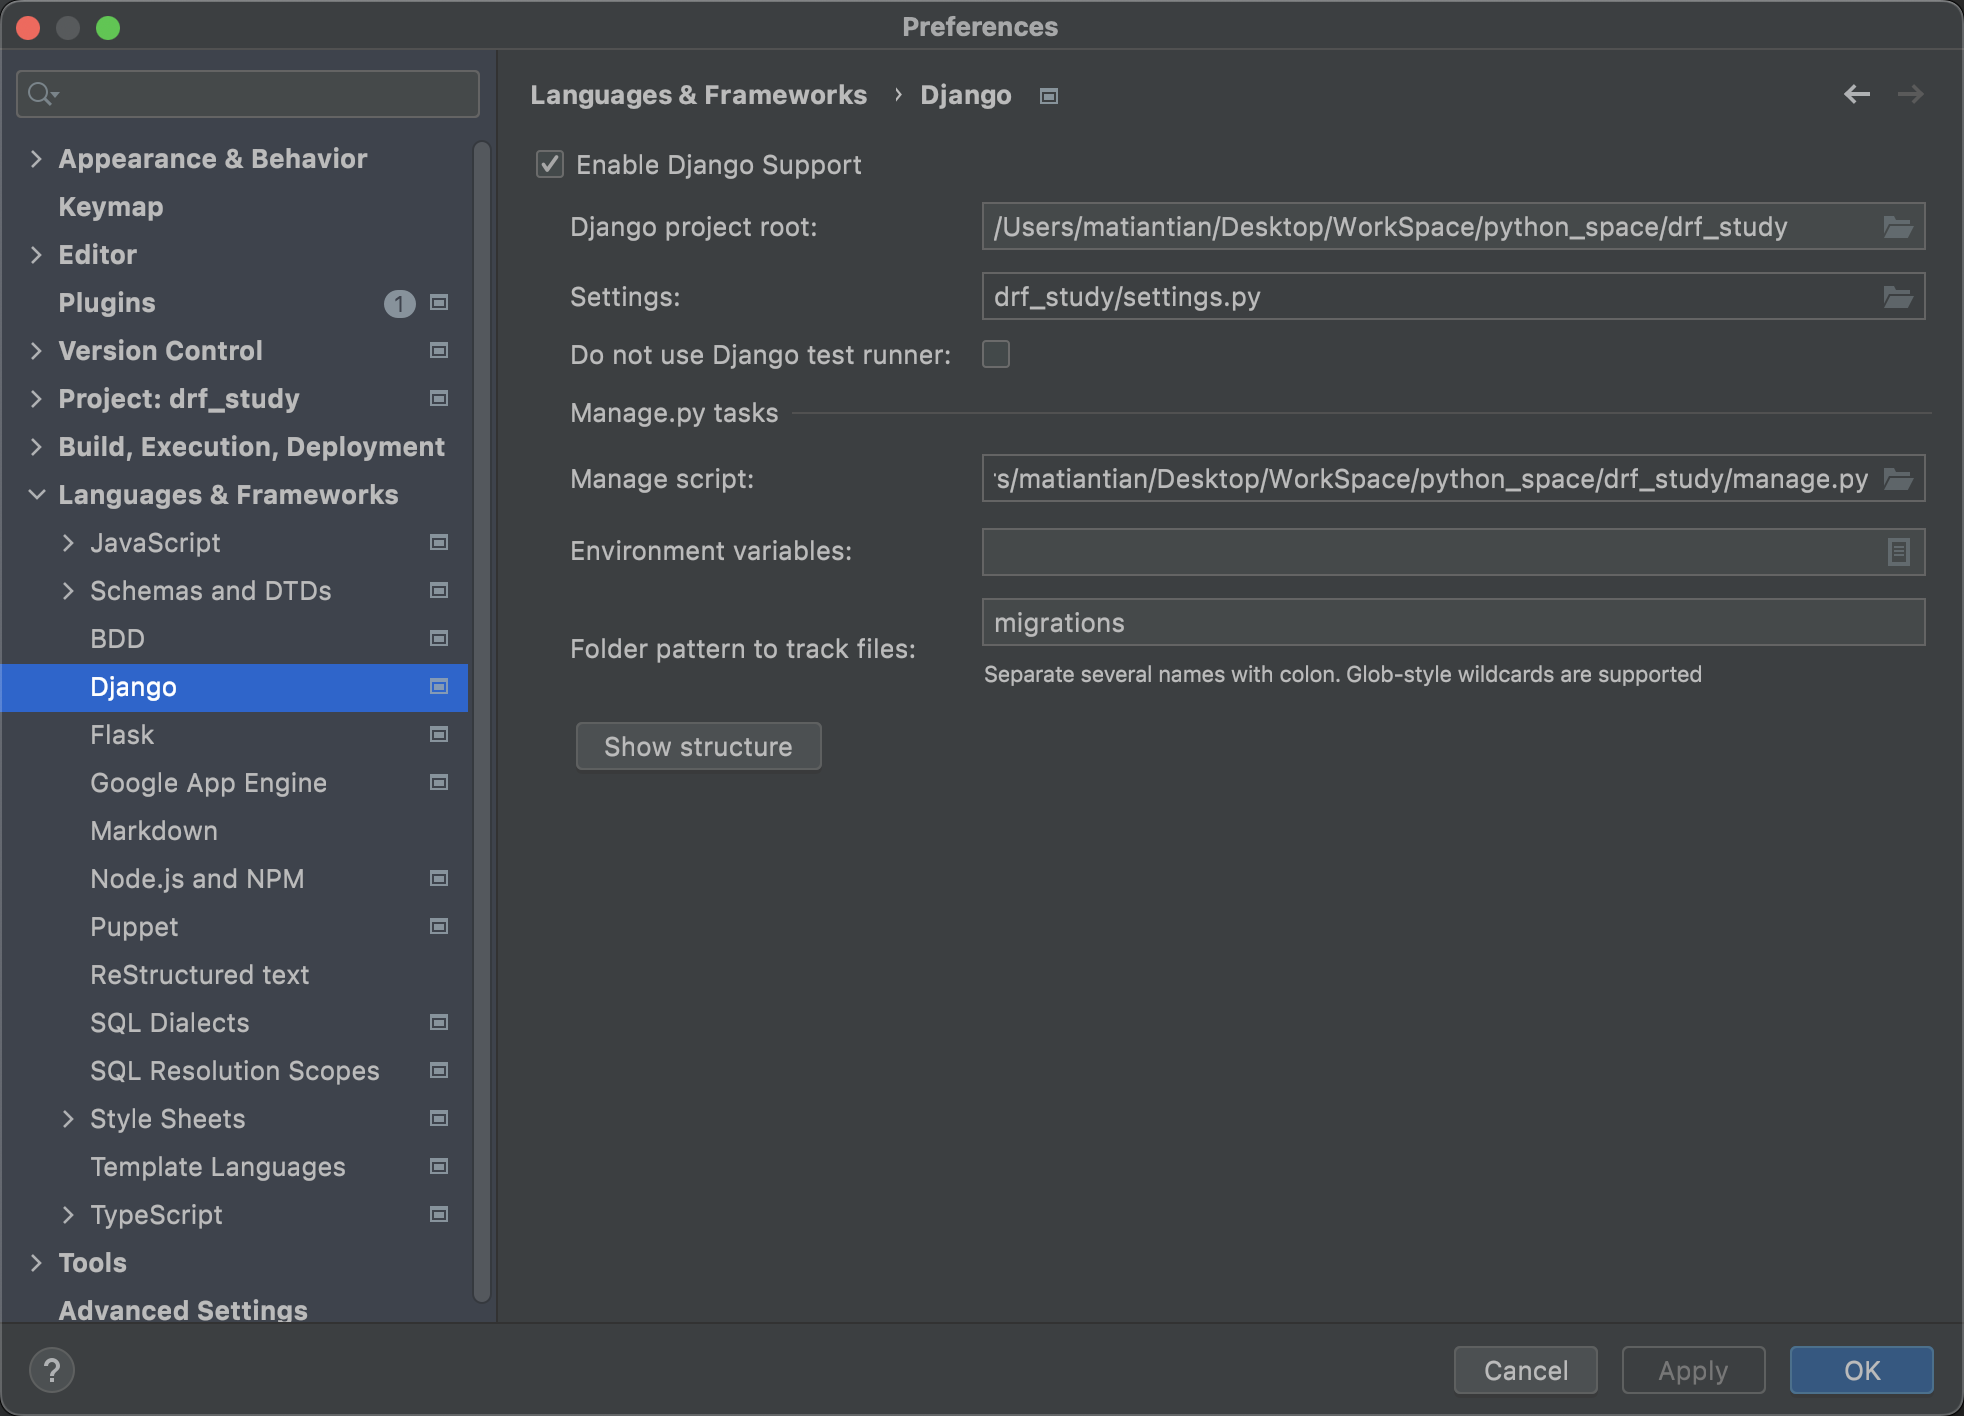 Preferences
Appearance & Behavior
Keymap
Editor
Plugins 1
Version Control
Project: drf_study
Build, Execution, Deployment
Languages & Frameworks
JavaScript
Schemas and DTDs
BDD
Django
Flask
Google App Engine
Markdown
Node.js and NPM
Puppet
ReStructured text
SQL Dialects
SQL Resolution Scopes
Style Sheets
Template Languages
TypeScript
Tools
Advanced Settings
Languages & Frameworks › Django
Enable Django Support
Django project root: /Users/matiantian/Desktop/WorkSpace/python_space/drf_study
Settings: drf_study/settings.py
Do not use Django test runner:
Manage.py tasks
Manage script: s/matiantian/Desktop/WorkSpace/python_space/drf_study/manage.py
Environment variables:
Folder pattern to track files: migrations
Separate several names with colon. Glob-style wildcards are supported
Show structure
?
Cancel Apply OK